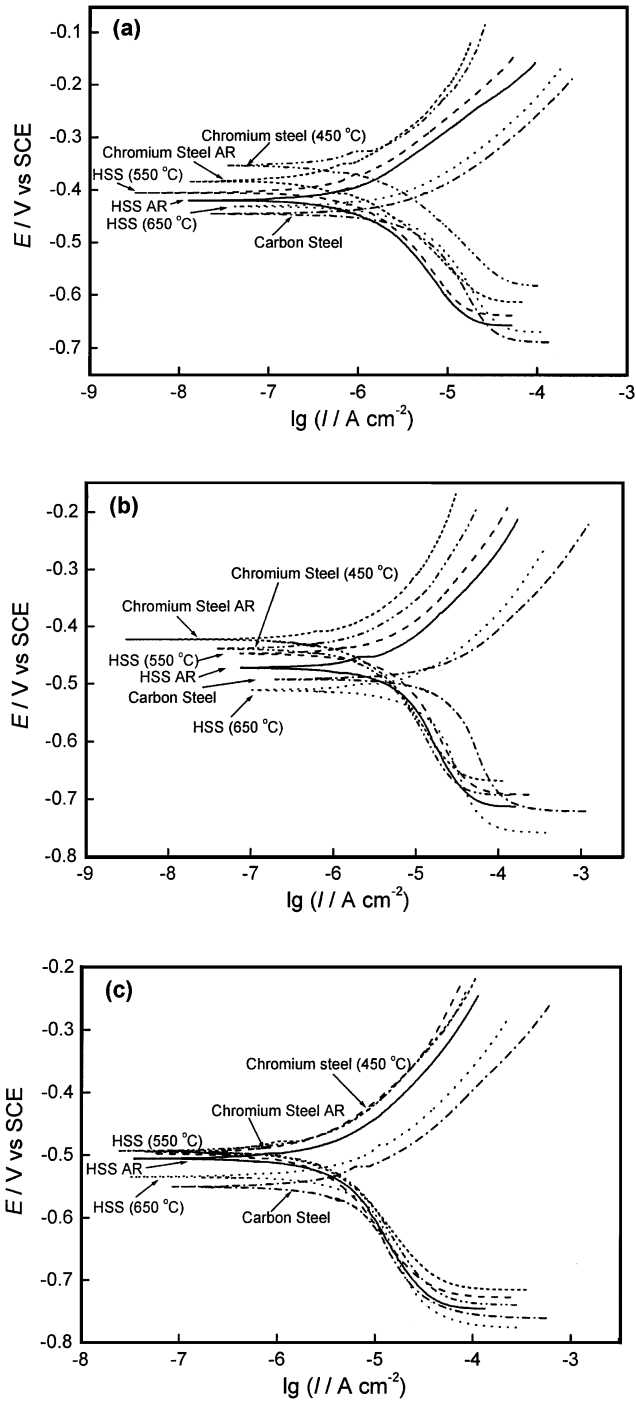 (a)
-0.1
-0.2
-0.3
-0.4
-0.5
-0.6
-0.7
E / V vs SCE
Chromium steel (450 °C)
Chromium Steel AR
HSS (550 °C)
HSS AR
HSS (650 °C)
Carbon Steel
-9 -8 -7 -6 -5 -4 -3
lg (I / A cm-2)
(b)
-0.2
-0.3
-0.4
-0.5
-0.6
-0.7
-0.8
E / V vs SCE
Chromium Steel (450 °C)
Chromium Steel AR
HSS (550 °C)
HSS AR
Carbon Steel
HSS (650 °C)
-9 -8 -7 -6 -5 -4 -3
lg (I / A cm-2)
(c)
-0.2
-0.3
-0.4
-0.5
-0.6
-0.7
-0.8
E / V vs SCE
Chromium steel (450 °C)
Chromium Steel AR
HSS (550 °C)
HSS AR
HSS (650 °C)
Carbon Steel
-8 -7 -6 -5 -4 -3
lg (I / A cm-2)